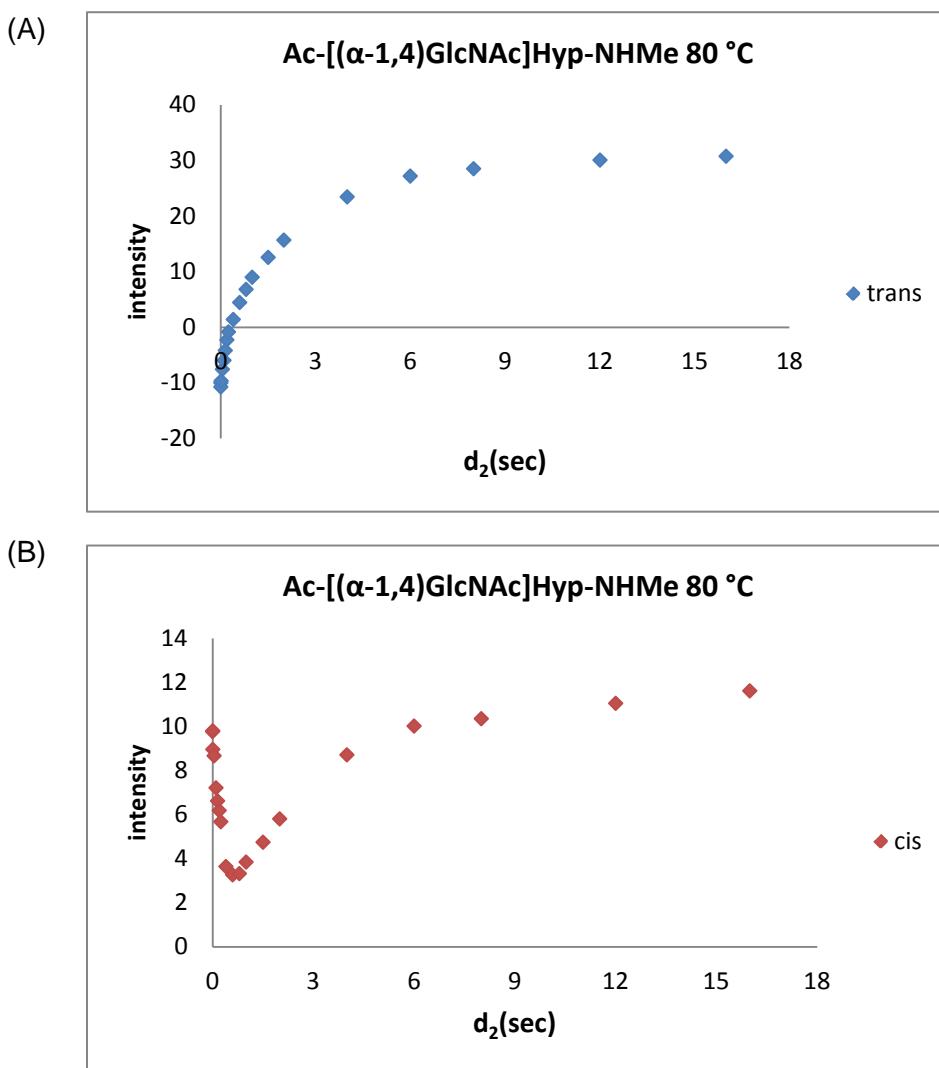 (A)
Ac-[(α-1,4)GlcNAc]Hyp-NHMe 80 °C
40
30
20
10
0
-10
-20
intensity
0 3 6 9 12 15 18
d₂(sec)
trans
(B)
Ac-[(α-1,4)GlcNAc]Hyp-NHMe 80 °C
14
12
10
8
6
4
2
0
intensity
0 3 6 9 12 15 18
d₂(sec)
cis